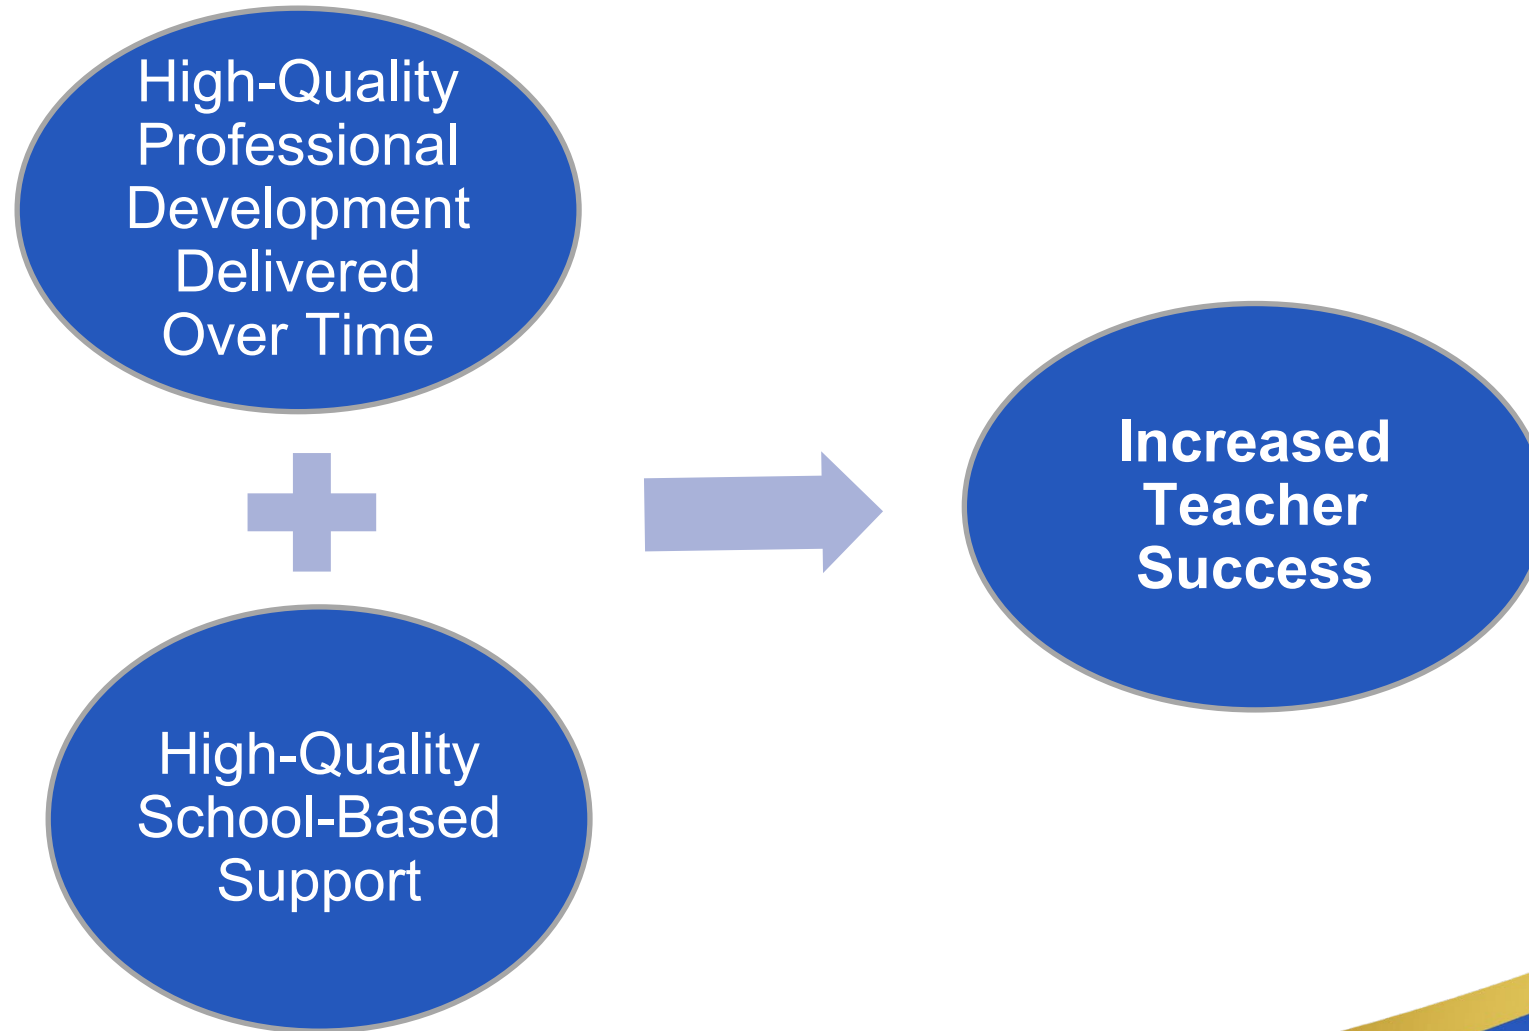 High-Quality
Professional
Development
Delivered
Over Time
High-Quality
School-Based
Support
Increased
Teacher
Success